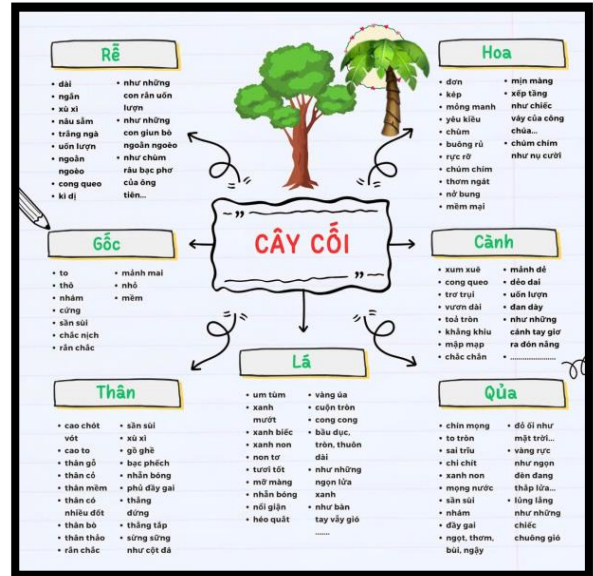 Rễ
• dài
• ngắn
• xù xì
• nâu sẫm
• trắng ngà
• uốn lượn
• ngoằn
ngoèo
• cong queo
• kì dị
• như những
con rắn uốn
lượn
• như những
con giun bò
ngoằn ngoèo
• như chùm
râu bạc phơ
của ông
tiên...
Hoa
• đơn
• kép
• mỏng manh
• yêu kiều
• chùm
• buông rủ
• rực rỡ
• chúm chím
• thơm ngát
• nở bung
• mềm mại
• mịn màng
• xếp tầng
như chiếc
váy của công
chúa...
• chúm chím
như nụ cười
CÂY CỐI
Gốc
• to
• thô
• nhám
• cứng
• sần sùi
• chắc nịch
• rắn chắc
• mảnh mai
• nhỏ
• mềm
Cành
• xum xuê
• cong queo
• trơ trụi
• vươn dài
• toả tròn
• khẳng khiu
• mập mạp
• chắc chắn
• mảnh dẻ
• dẻo dai
• uốn lượn
• đan dày
• như những
cánh tay giơ
ra đón nắng
• ......................
Thân
• cao chót
vót
• cao to
• thân gỗ
• thân cỏ
• thân mềm
• thân có
nhiều đốt
• thân bò
• thân thảo
• rắn chắc
• sần sùi
• xù xì
• gồ ghề
• bạc phếch
• nhẵn bóng
• phủ đầy gai
• thẳng
đứng
• thẳng tắp
• sừng sững
như cột đá
Lá
• um tùm
• xanh
mướt
• xanh biếc
• xanh non
• non tơ
• tươi tốt
• mỡ màng
• nhẵn bóng
• nổi giận
• héo quắt
• vàng úa
• cuộn tròn
• cong cong
• bầu dục,
tròn, thuôn
dài
• như những
ngọn lửa
xanh
• như bàn
tay vẫy gió
......
Qủa
• chín mọng
• to tròn
• sai trĩu
• chi chít
• xanh non
• mọng nước
• sần sùi
• nhám
• đầy gai
• ngọt, thơm,
bùi, ngậy
• đỏ ối như
mặt trời...
• vàng rực
như ngọn
đèn đang
thắp lửa...
• lủng lẳng
như những
chiếc
chuông gió